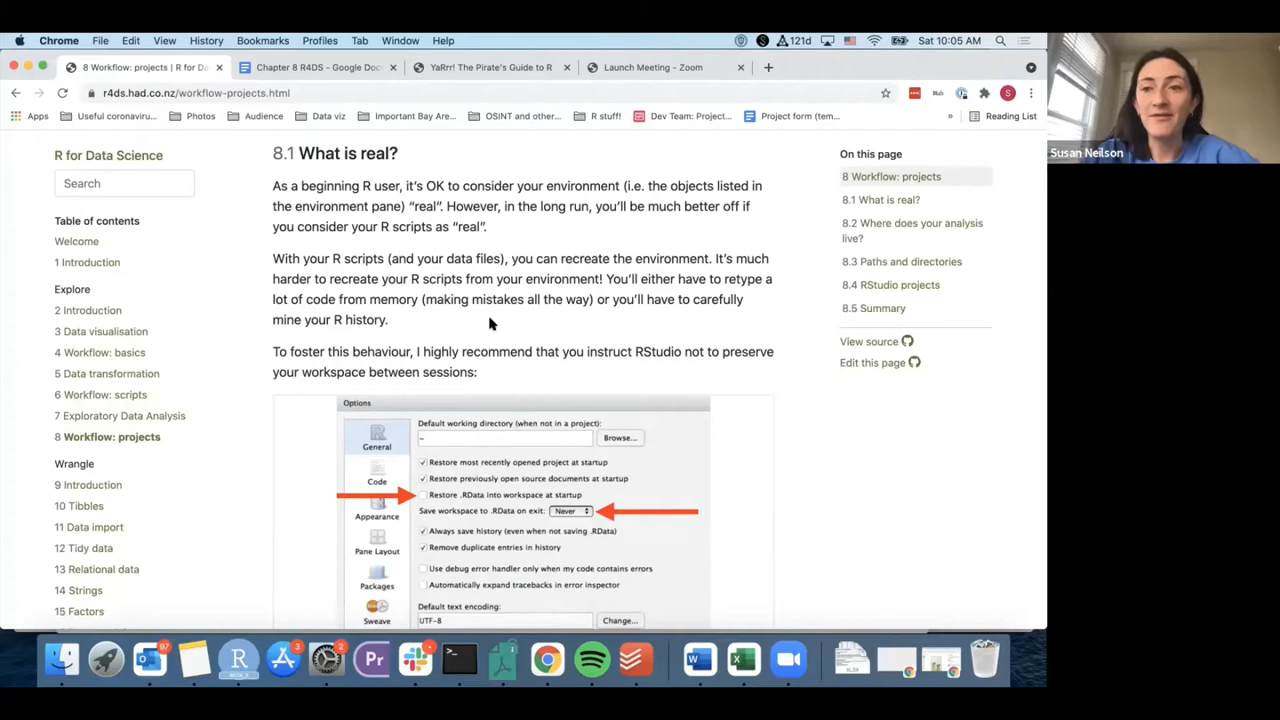 Chrome File Edit View History Bookmarks Profiles Tab Window Help 121d Sat 10:05 AM
8 Workflow: projects | R for Da Chapter 8 R4DS - Google Doc YaRrr! The Pirate's Guide to R Launch Meeting - Zoom
r4ds.had.co.nz/workflow-projects.html
Apps Useful coronaviru... Photos Audience Data viz Important Bay Are... OSINT and other... R stuff! Dev Team: Project... Project form (tem... » Reading List
Susan Neilson
R for Data Science
Search
Table of contents
Welcome
1 Introduction
Explore
2 Introduction
3 Data visualisation
4 Workflow: basics
5 Data transformation
6 Workflow: scripts
7 Exploratory Data Analysis
8 Workflow: projects
Wrangle
9 Introduction
10 Tibbles
11 Data import
12 Tidy data
13 Relational data
14 Strings
15 Factors
8.1 What is real?
As a beginning R user, it's OK to consider your environment (i.e. the objects listed in
the environment pane) “real”. However, in the long run, you'll be much better off if
you consider your R scripts as “real”.
With your R scripts (and your data files), you can recreate the environment. It's much
harder to recreate your R scripts from your environment! You'll either have to retype a
lot of code from memory (making mistakes all the way) or you'll have to carefully
mine your R history.
To foster this behaviour, I highly recommend that you instruct RStudio not to preserve
your workspace between sessions:
Options
General
Code
Appearance
Pane Layout
Packages
Sweave
Default working directory (when not in a project):
~ Browse...
Restore most recently opened project at startup
Restore previously open source documents at startup
Restore .RData into workspace at startup
Save workspace to .RData on exit: Never
Always save history (even when not saving .RData)
Remove duplicate entries in history
Use debug error handler only when my code contains errors
Automatically expand tracebacks in error inspector
Default text encoding:
UTF-8 Change...
On this page
8 Workflow: projects
8.1 What is real?
8.2 Where does your analysis
live?
8.3 Paths and directories
8.4 RStudio projects
8.5 Summary
View source
Edit this page
97 R 3 2 Pr W X